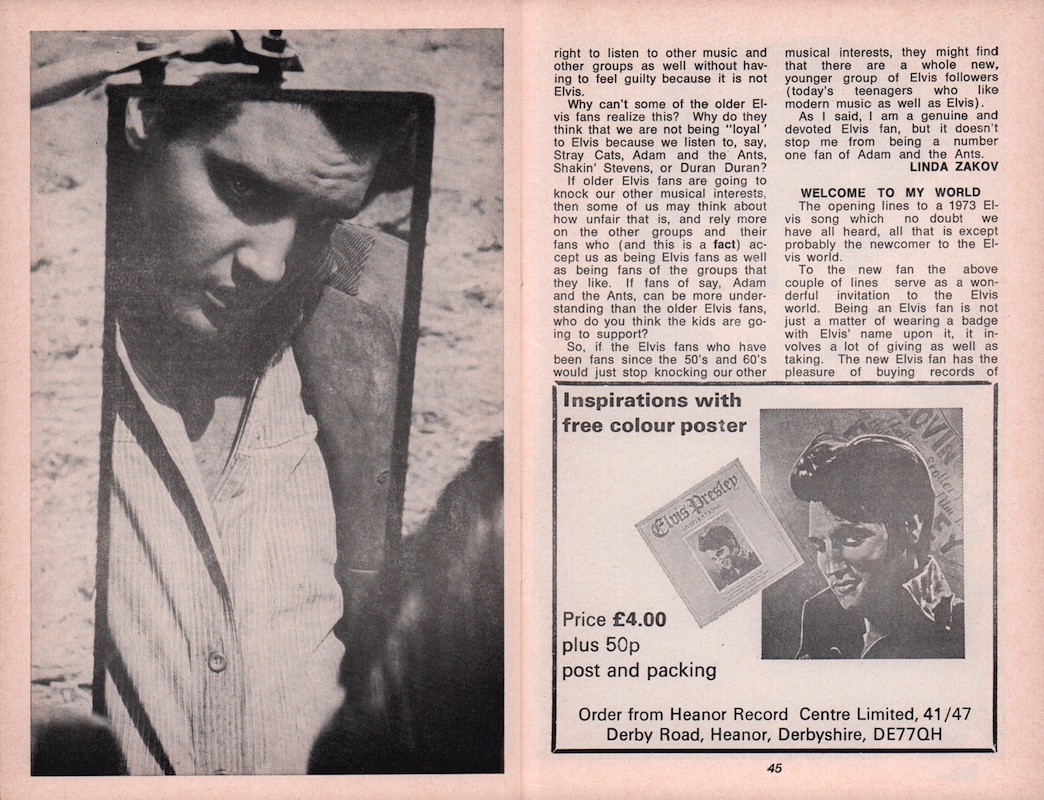 right to listen to other music and
other groups as well without hav-
ing to feel guilty because it is not
Elvis.
Why can't some of the older El-
vis fans realize this? Why do they
think that we are not being "loyal'
to Elvis because we listen to, say,
Stray Cats, Adam and the Ants,
Shakin' Stevens, or Duran Duran?
If older Elvis fans are going to
knock our other musical interests,
then some of us may think about
how unfair that is, and rely more
on the other groups and their
fans who (and this is a fact) ac-
cept us as being Elvis fans as well
as being fans of the groups that
they like. If fans of say, Adam
and the Ants, can be more under-
standing than the older Elvis fans,
who do you think the kids are go-
ing to support?
So, if the Elvis fans who have
been fans since the 50's and 60's
would just stop knocking our other
musical interests, they might find
that there are a whole new,
younger group of Elvis followers
(today's teenagers who like
modern music as well as Elvis).
As I said, I am a genuine and
devoted Elvis fan, but it doesn't
stop me from being a number
one fan of Adam and the Ants.
LINDA ZAKOV
WELCOME TO MY WORLD
The opening lines to a 1973 El-
vis song which no doubt we
have all heard, all that is except
probably the newcomer to the El-
vis world.
To the new fan the above
couple of lines serve as a won-
derful invitation to the Elvis
world. Being an Elvis fan is not
just a matter of wearing a badge
with Elvis' name upon it, it in-
volves a lot of giving as well as
taking. The new Elvis fan has the
pleasure of buying records of
Inspirations with
free colour poster
Elvis Presley
INSPIRATIONS
Price £4.00
plus 50p
post and packing
Order from Heanor Record Centre Limited, 41/47
Derby Road, Heanor, Derbyshire, DE77QH
45